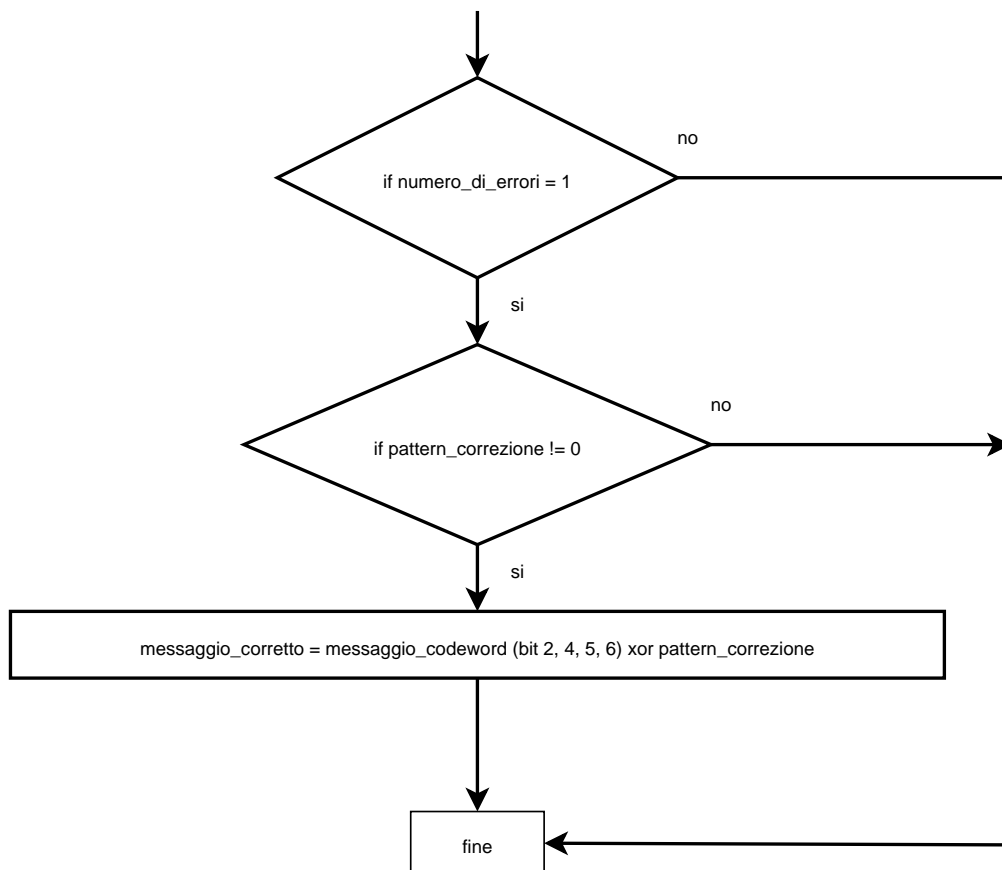 no
if numero_di_errori = 1
si
no
if pattern_correzione != 0
si
messaggio_corretto = messaggio_codeword (bit 2, 4, 5, 6) xor pattern_correzione
fine